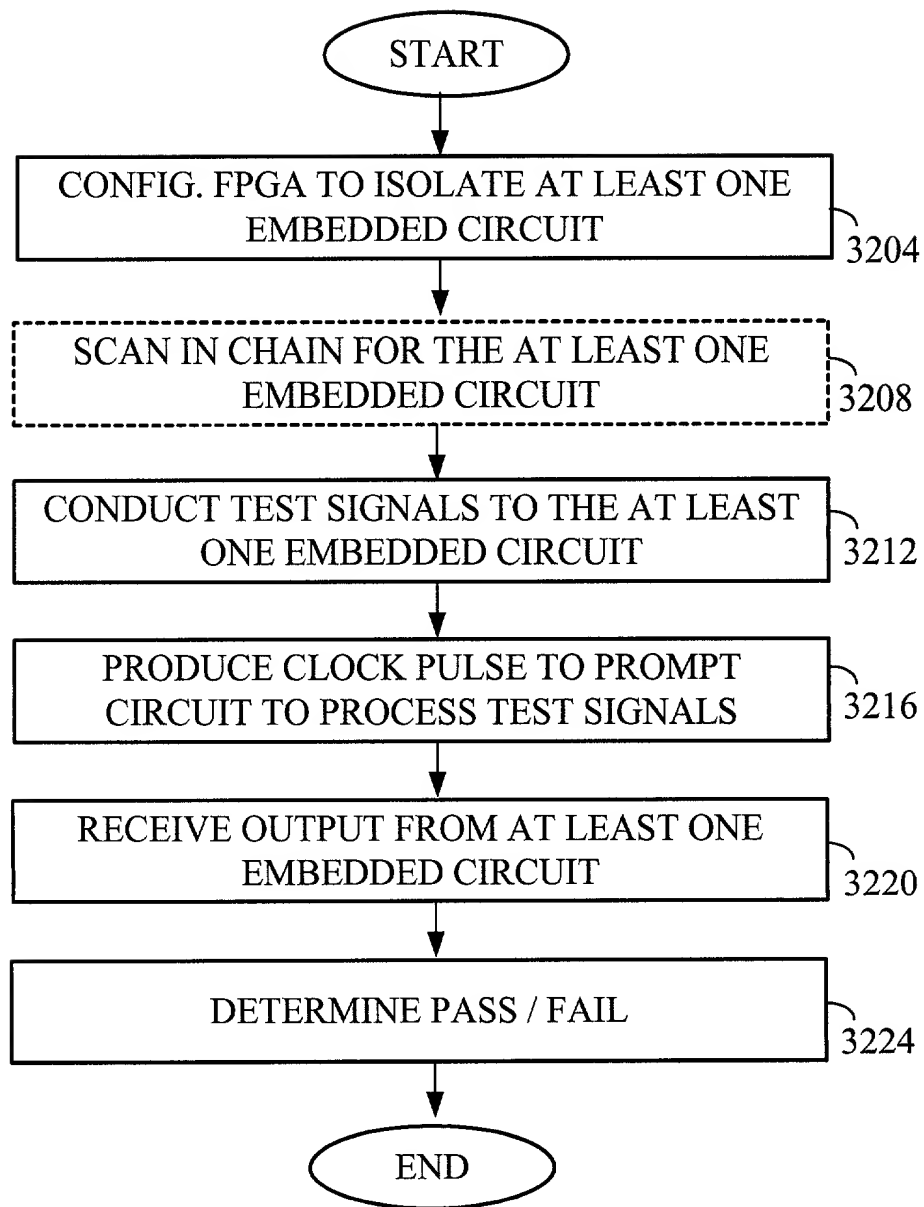 START
CONFIG. FPGA TO ISOLATE AT LEAST ONE
EMBEDDED CIRCUIT
3204
SCAN IN CHAIN FOR THE AT LEAST ONE
EMBEDDED CIRCUIT
3208
CONDUCT TEST SIGNALS TO THE AT LEAST
ONE EMBEDDED CIRCUIT
3212
PRODUCE CLOCK PULSE TO PROMPT
CIRCUIT TO PROCESS TEST SIGNALS
3216
RECEIVE OUTPUT FROM AT LEAST ONE
EMBEDDED CIRCUIT
3220
DETERMINE PASS / FAIL
3224
END